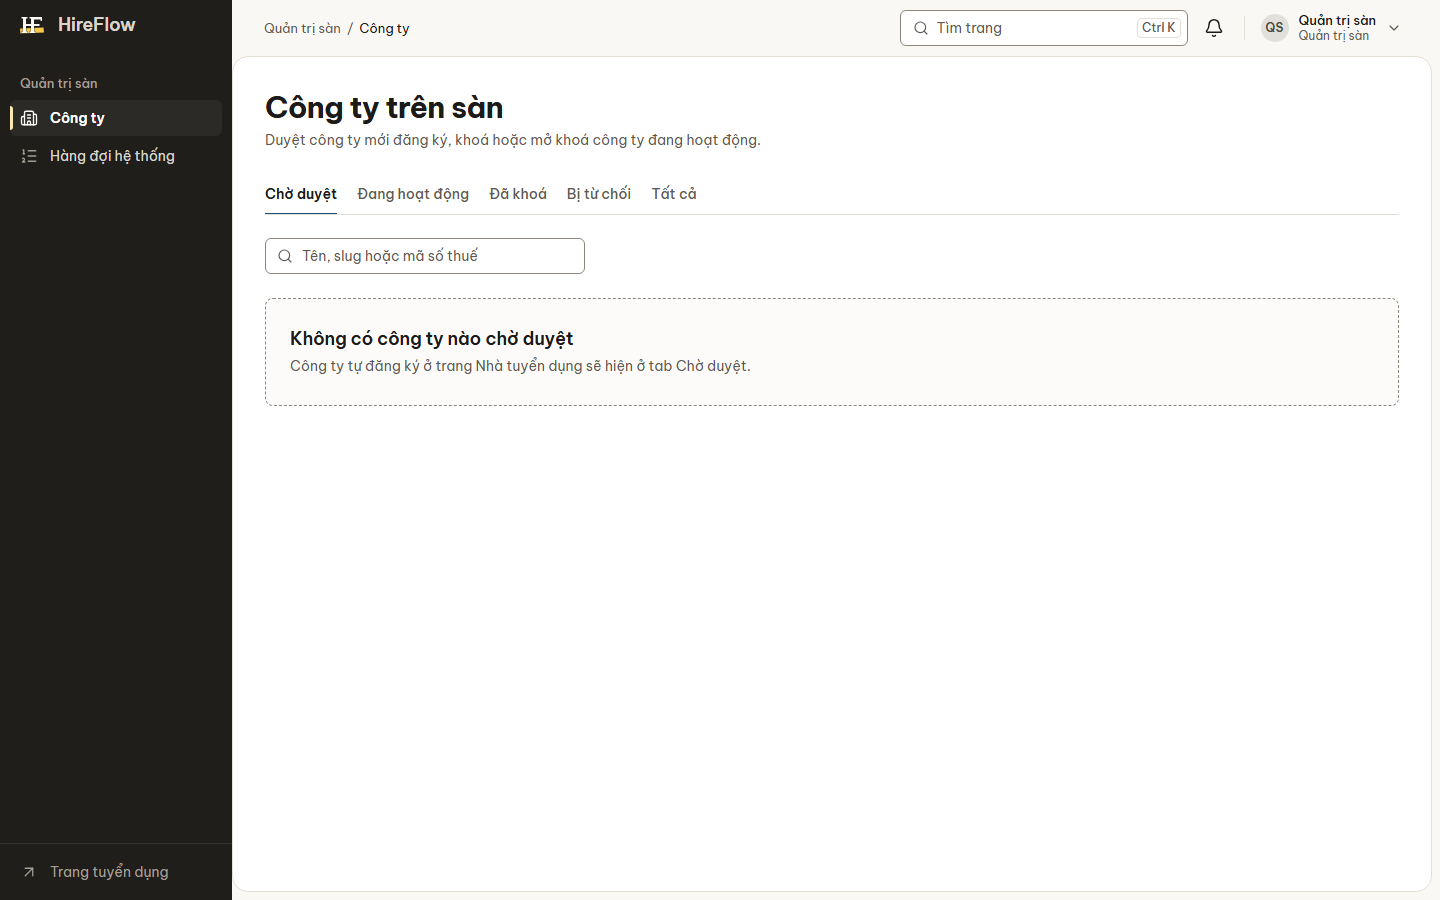 HF HireFlow
Quản trị sàn
Công ty
Hàng đợi hệ thống
Trang tuyển dụng
Quản trị sàn / Công ty
Tìm trang
Ctrl K
QS
Quản trị sàn
Quản trị sàn
Công ty trên sàn
Duyệt công ty mới đăng ký, khoá hoặc mở khoá công ty đang hoạt động.
Chờ duyệt
Đang hoạt động
Đã khoá
Bị từ chối
Tất cả
Tên, slug hoặc mã số thuế
Không có công ty nào chờ duyệt
Công ty tự đăng ký ở trang Nhà tuyển dụng sẽ hiện ở tab Chờ duyệt.